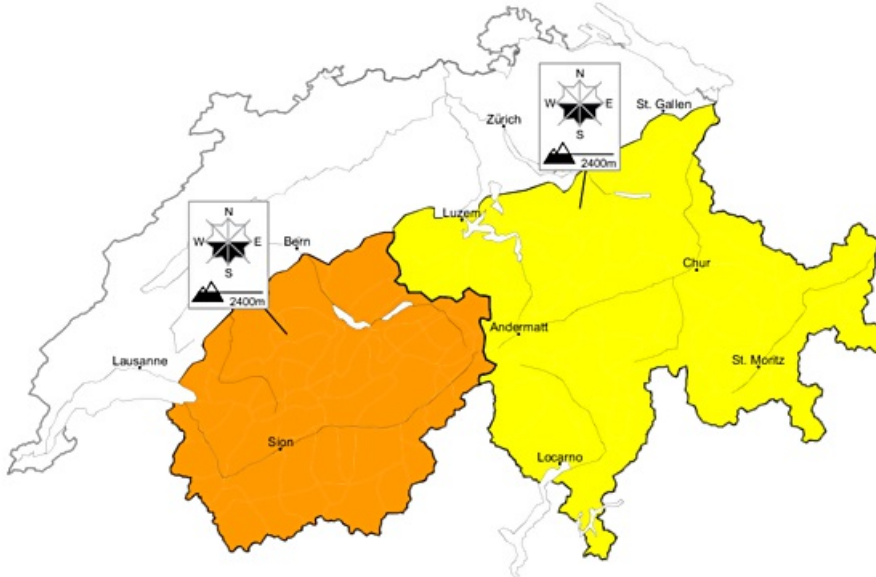 N
W E
S
2400m
St. Gallen
Zürich
N
W E
S
2400m
Luzern
Bern
Chur
Andermatt
Lausanne
St. Moritz
Sion
Locarno